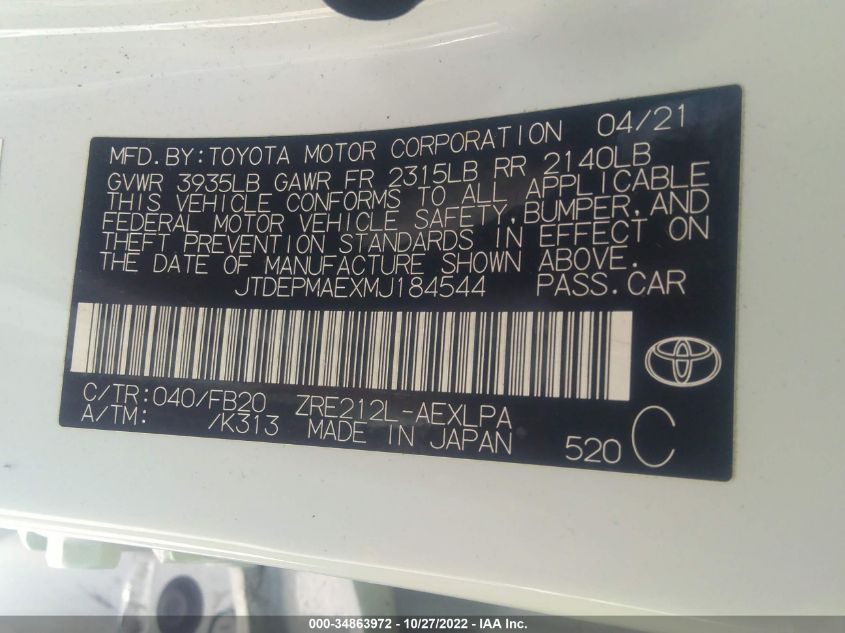 MFD. BY: TOYOTA MOTOR CORPORATION 04/21
GVWR 3935LB GAWR FR 2315LB RR 2140LB
THIS VEHICLE CONFORMS TO ALL APPLICABLE
FEDERAL MOTOR VEHICLE SAFETY, BUMPER, AND
THEFT PREVENTION STANDARDS IN EFFECT ON
THE DATE OF MANUFACTURE SHOWN ABOVE.
JTDEPMAEXMJ184544 PASS. CAR
C/TR: 040/FB20 ZRE212L-AEXLPA
A/TM: /K313 MADE IN JAPAN 520 C
000-34863972 - 10/27/2022 - IAA Inc.